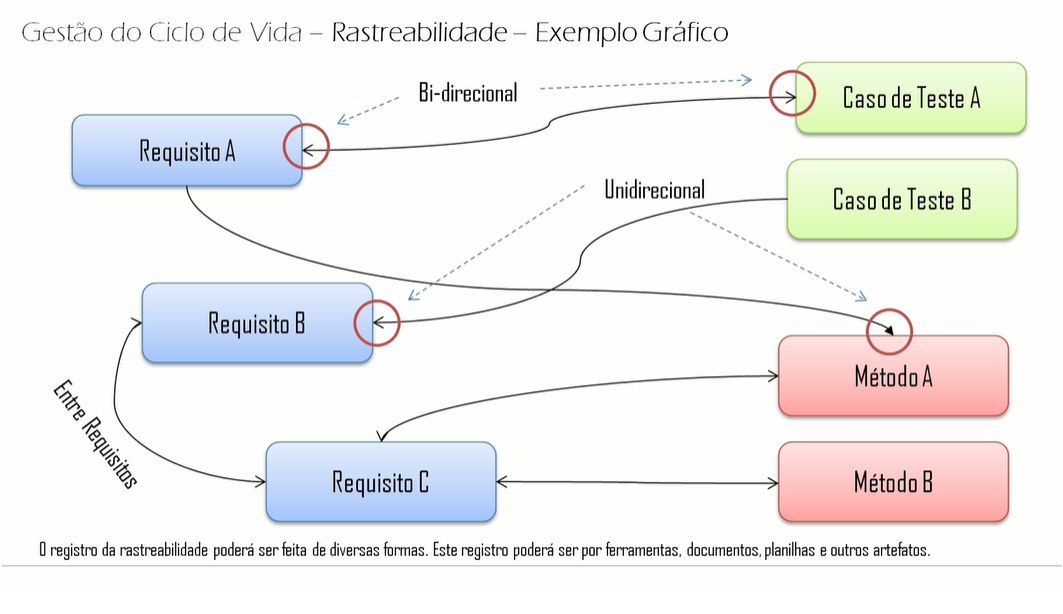 Gestão do Ciclo de Vida – Rastreabilidade – Exemplo Gráfico
Bi-direcional
Caso de Teste A
Requisito A
Unidirecional
Caso de Teste B
Requisito B
Método A
Entre Requisitos
Requisito C
Método B
O registro da rastreabilidade poderá ser feita de diversas formas. Este registro poderá ser por ferramentas, documentos, planilhas e outros artefatos.